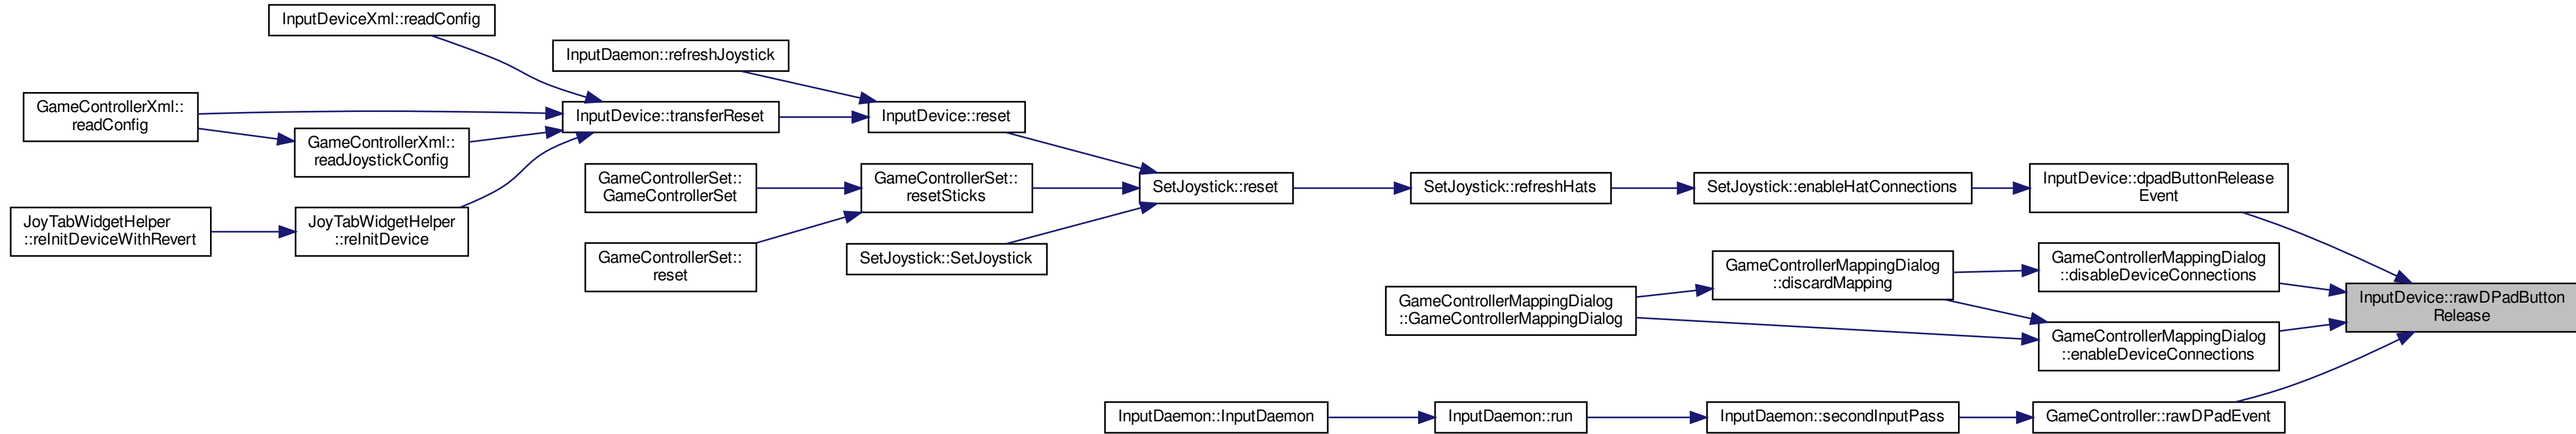 InputDeviceXml::readConfig
InputDaemon::refreshJoystick
GameControllerXml::
readConfig
InputDevice::transferReset
InputDevice::reset
GameControllerXml::
readJoystickConfig
GameControllerSet::
GameControllerSet
GameControllerSet::
resetSticks
SetJoystick::reset
SetJoystick::refreshHats
SetJoystick::enableHatConnections
InputDevice::dpadButtonRelease
Event
JoyTabWidgetHelper
::reInitDeviceWithRevert
JoyTabWidgetHelper
::reInitDevice
GameControllerSet::
reset
SetJoystick::SetJoystick
GameControllerMappingDialog
::discardMapping
GameControllerMappingDialog
::disableDeviceConnections
GameControllerMappingDialog
::GameControllerMappingDialog
InputDevice::rawDPadButton
Release
GameControllerMappingDialog
::enableDeviceConnections
InputDaemon::InputDaemon
InputDaemon::run
InputDaemon::secondInputPass
GameController::rawDPadEvent